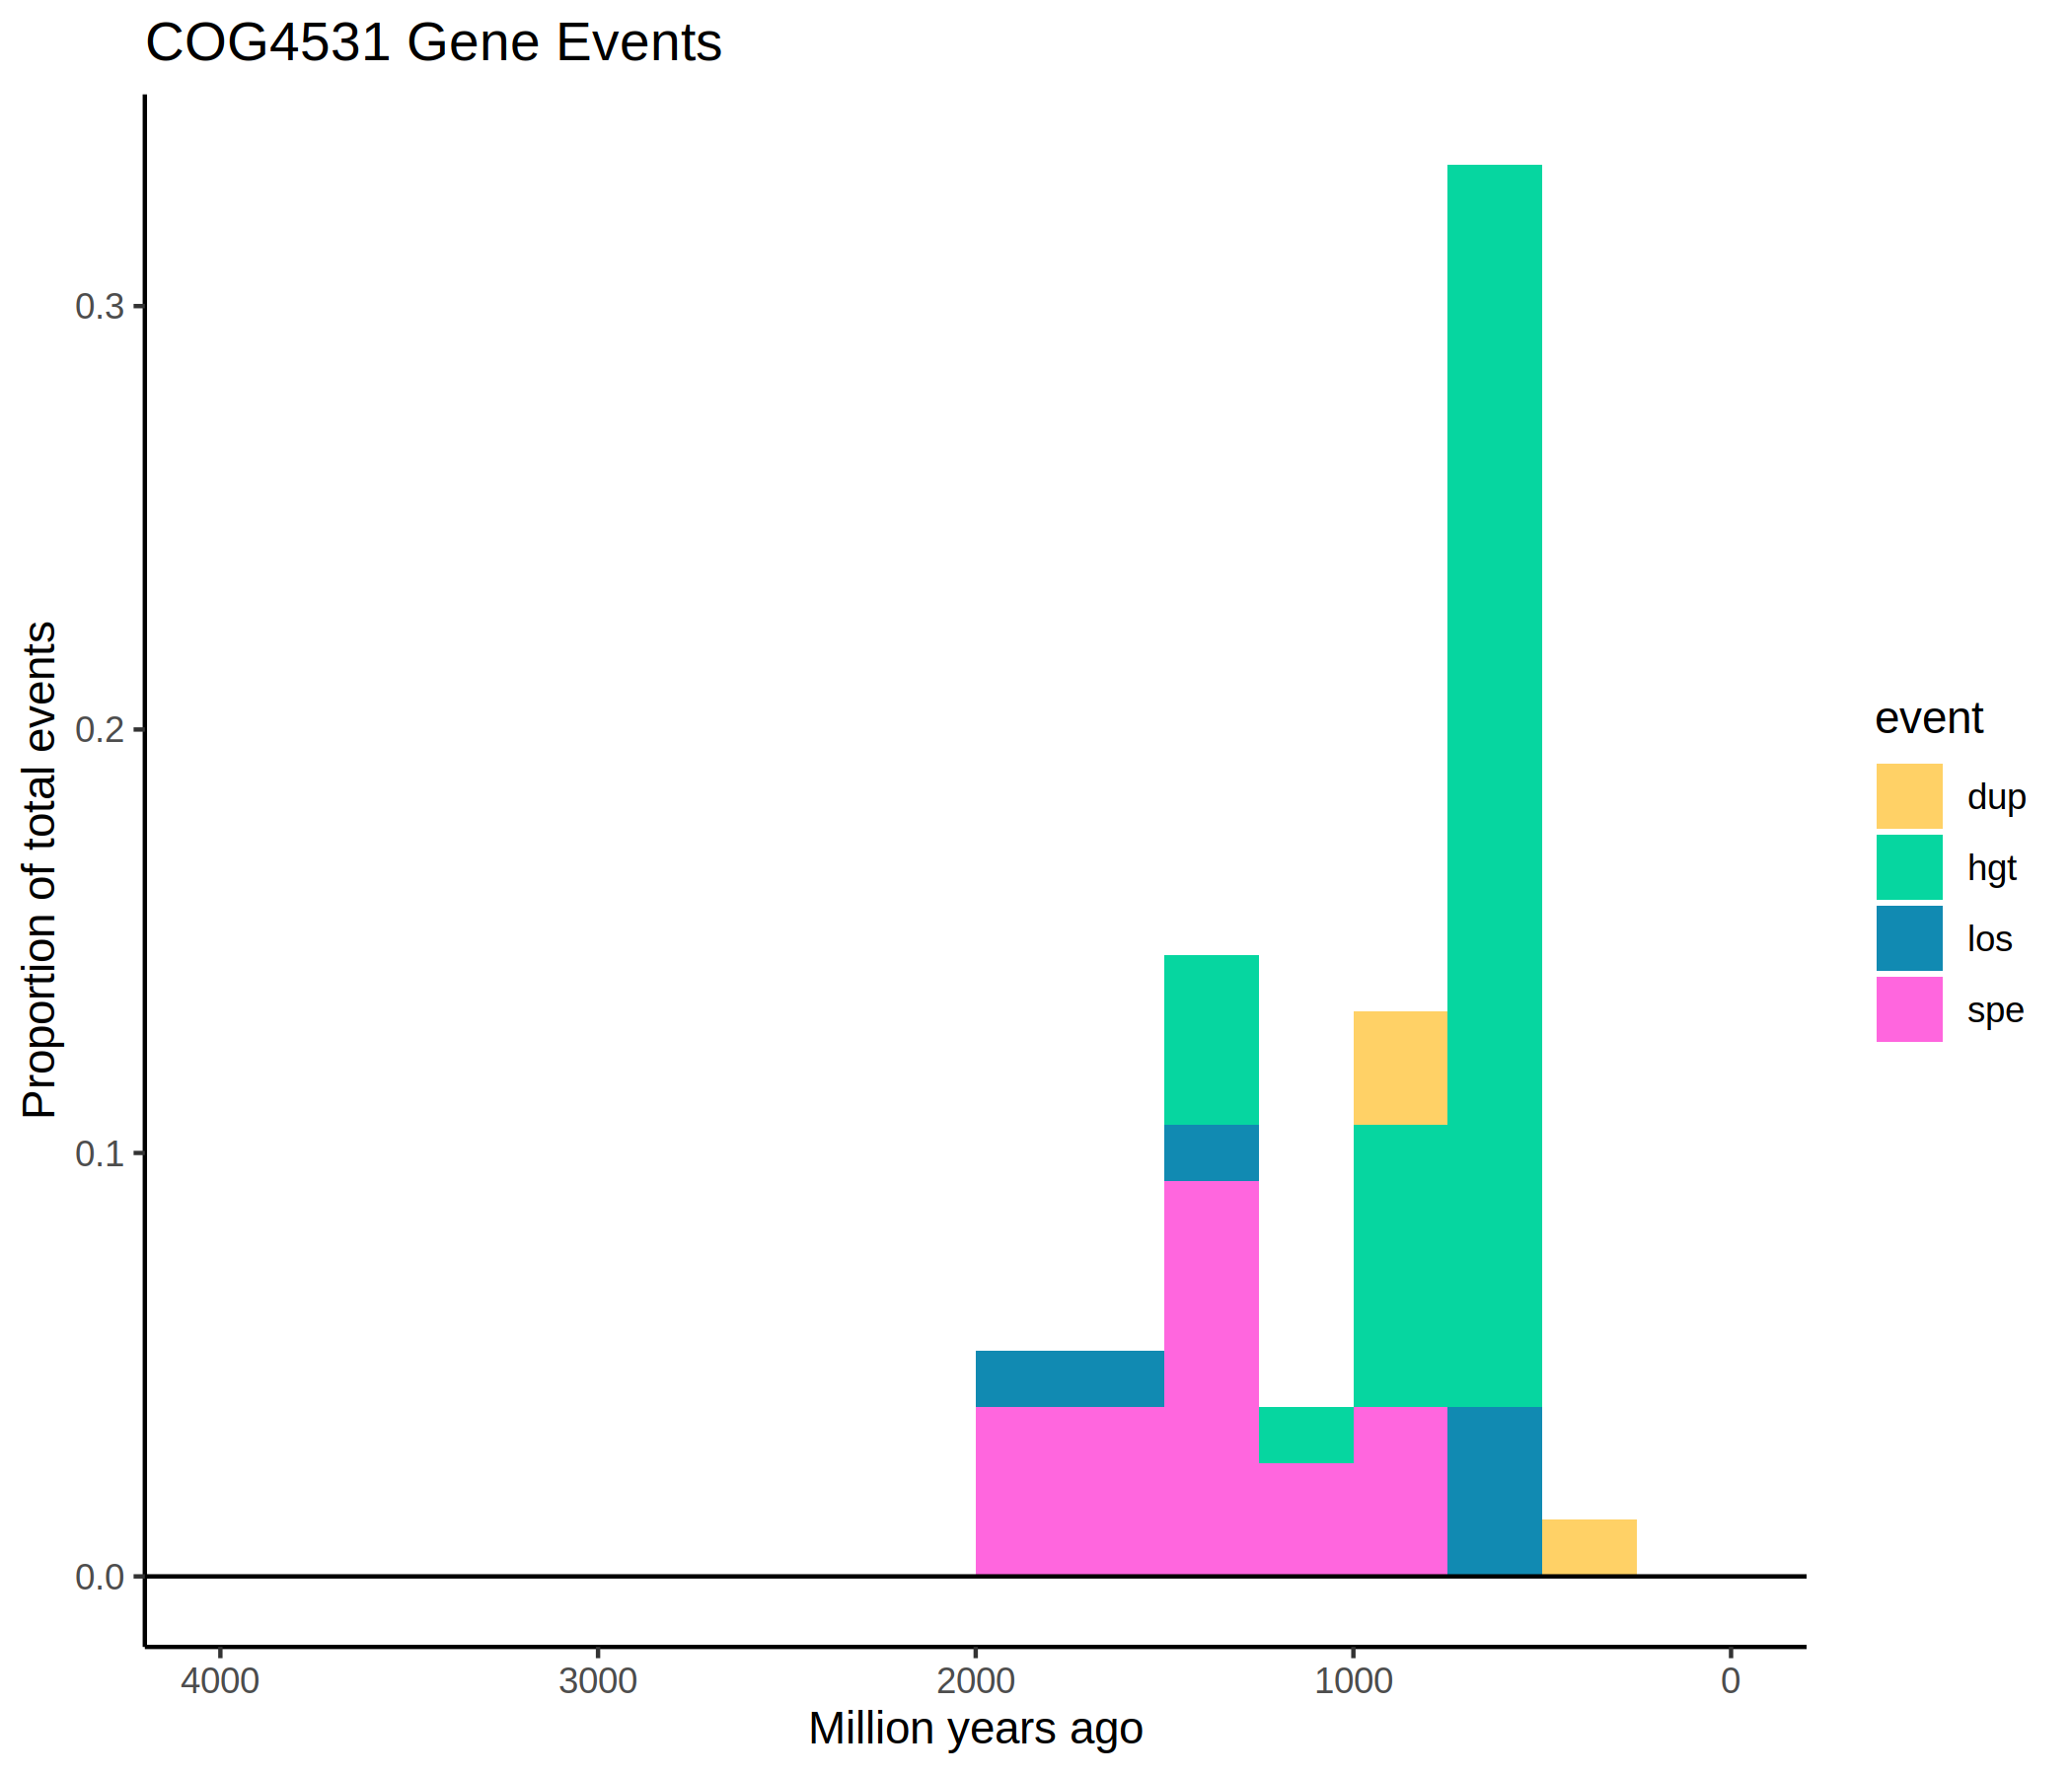 COG4531 Gene Events
Proportion of total events
0.3
0.2
0.1
0.0
4000 3000 2000 1000 0
Million years ago
event
dup
hgt
los
spe